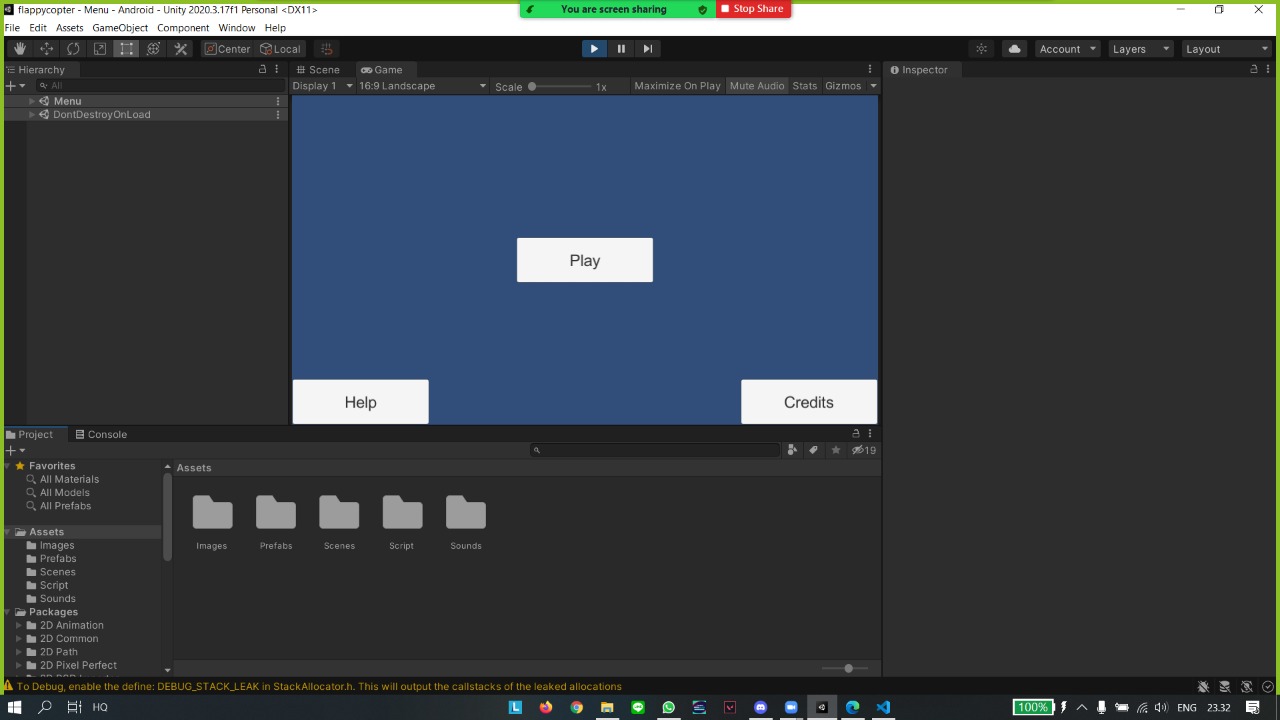 flappycopter - Menu - Android - Unity 2020.3.17f1 Personal <DX11>
You are screen sharing
Stop Share
File Edit Assets GameObject Component Window Help
Center Local
Account Layers Layout
Hierarchy
Scene Game
Inspector
All
Display 1 16:9 Landscape Scale 1x Maximize On Play Mute Audio Stats Gizmos
Menu
DontDestroyOnLoad
Play
Help
Credits
Project Console
19
Favorites
All Materials
All Models
All Prefabs
Assets
Images
Prefabs
Scenes
Script
Sounds
Packages
2D Animation
2D Common
2D Path
2D Pixel Perfect
Assets
Images Prefabs Scenes Script Sounds
To Debug, enable the define: DEBUG_STACK_LEAK in StackAllocator.h. This will output the callstacks of the leaked allocations
HQ
100%
ENG 23.32